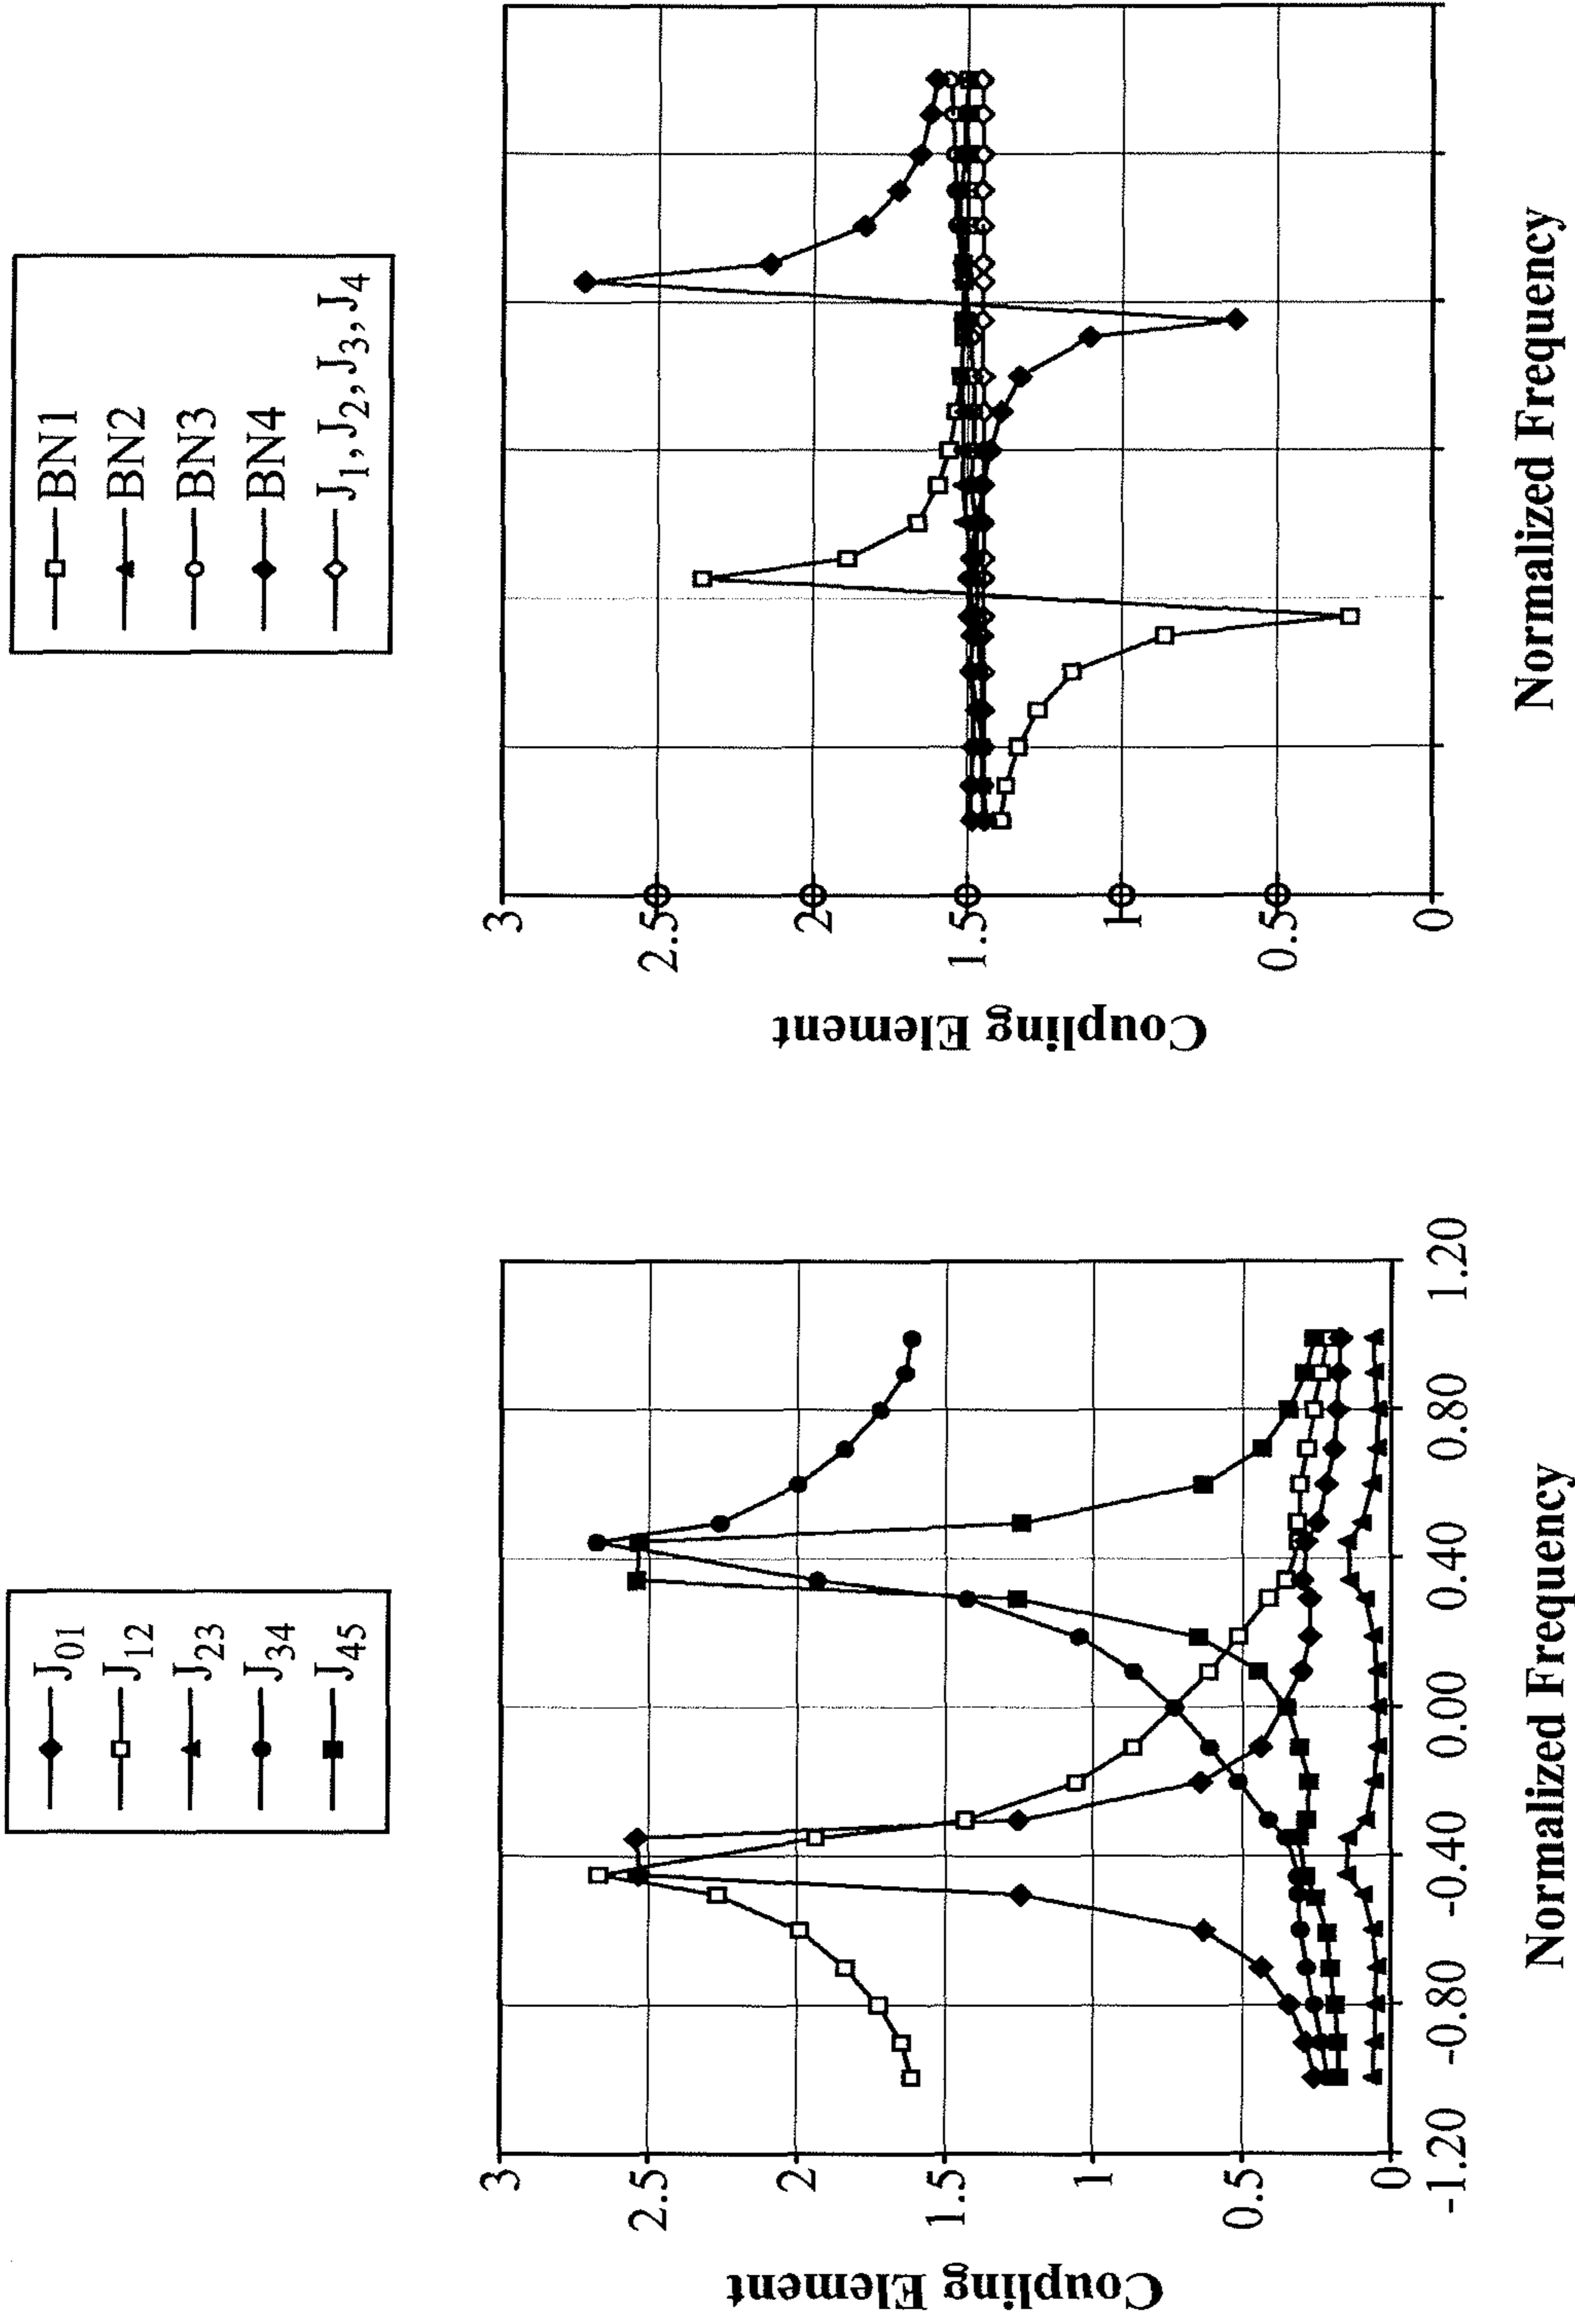 J01
J12
J23
J34
J45
Coupling Element
3
2.5
2
1.5
1
0.5
0
-1.20
-0.80
-0.40
0.00
0.40
0.80
1.20
Normalized Frequency
BN1
BN2
BN3
BN4
J1, J2, J3, J4
Coupling Element
3
2.5
2
1.5
1
0.5
0
Normalized Frequency